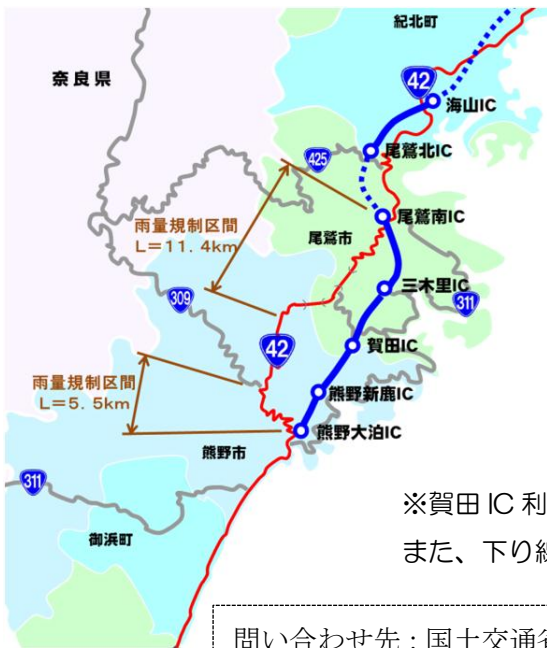 紀北町
奈良県
42
海山IC
尾鷲北IC
425
尾鷲南IC
雨量規制区間
L=11.4km
尾鷲市
三木里IC
311
309
賀田IC
42
雨量規制区間
L=5.5km
熊野新鹿IC
熊野大泊IC
熊野市
311
御浜町
※賀田 IC 利
また、下り線
問い合わせ先:国土交通省